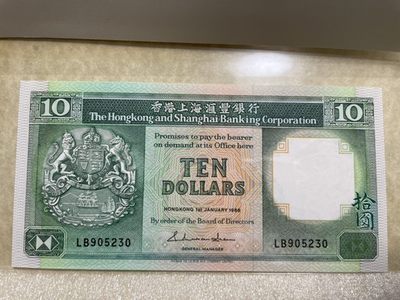 10
香港上海滙豐銀行
10
The Hongkong and Shanghai Banking Corporation
Promises to pay the bearer
on demand at its Office here
TEN
DOLLARS
HONGKONG 1ST JANUARY 1986
By order of the Board of Directors
GENERAL MANAGER
拾圓
LB905230
LB905230